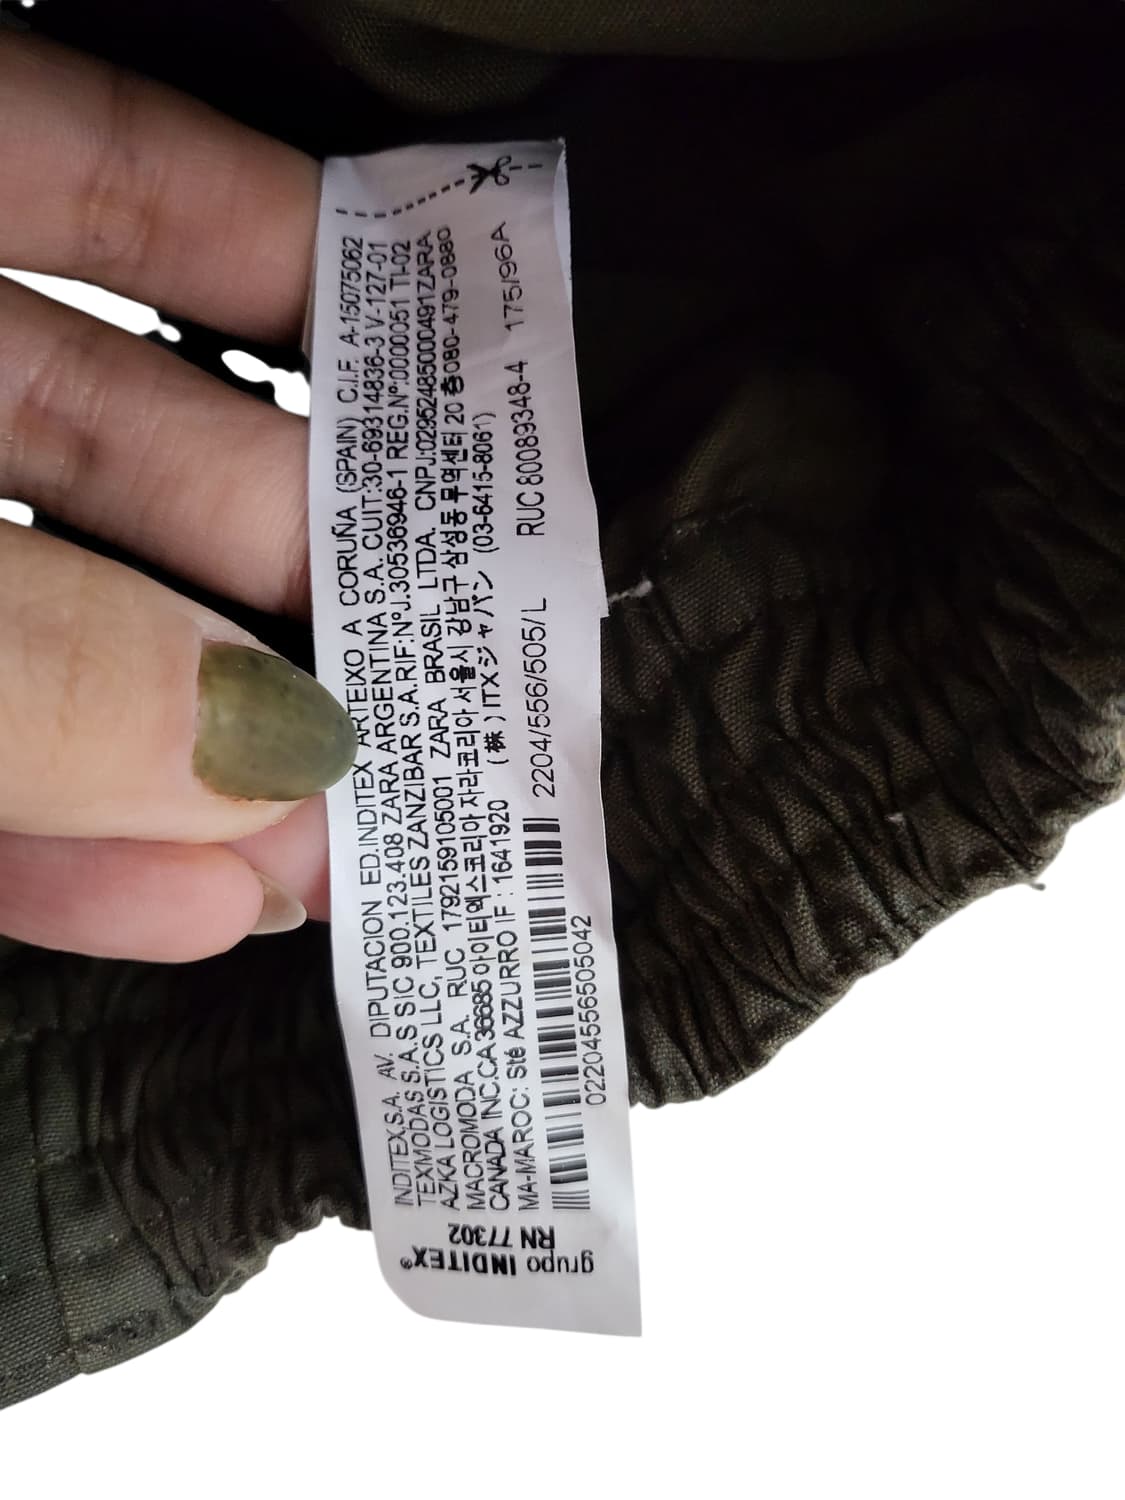 INDITEX,S.A. AV. DIPUTACION ED.INDITEX ARTEIXO A CORUÑA (SPAIN) C.I.F. A-15075062
TEXMODAS S.A.S SIC 900.123.408 ZARA ARGENTINA S.A. CUIT:30-69314836-3 V-127-01
AZKA LOGISTICS LLC, TEXTILES ZANZIBAR S.A. RIF:NºJ.30536946-1 REG.Nº:0000051 TI-02
MACROMODA S.A. RUC 1792159105001 ZARA BRASIL LTDA. CNPJ:02952485000491ZARA
CANADA INC.CA 36685 아이티엑스코리아 자라코리아 서울시 강남구 삼성동 무역센터 20 층 080-479-0880
MA-MAROC: Sté AZZURRO IF : 1641920 (株) ITXジャパン (03-6415-8061)
2204/556/505/L RUC 80089348-4 175/96A
02204556505042
grupo INDITEX®
RN 77302